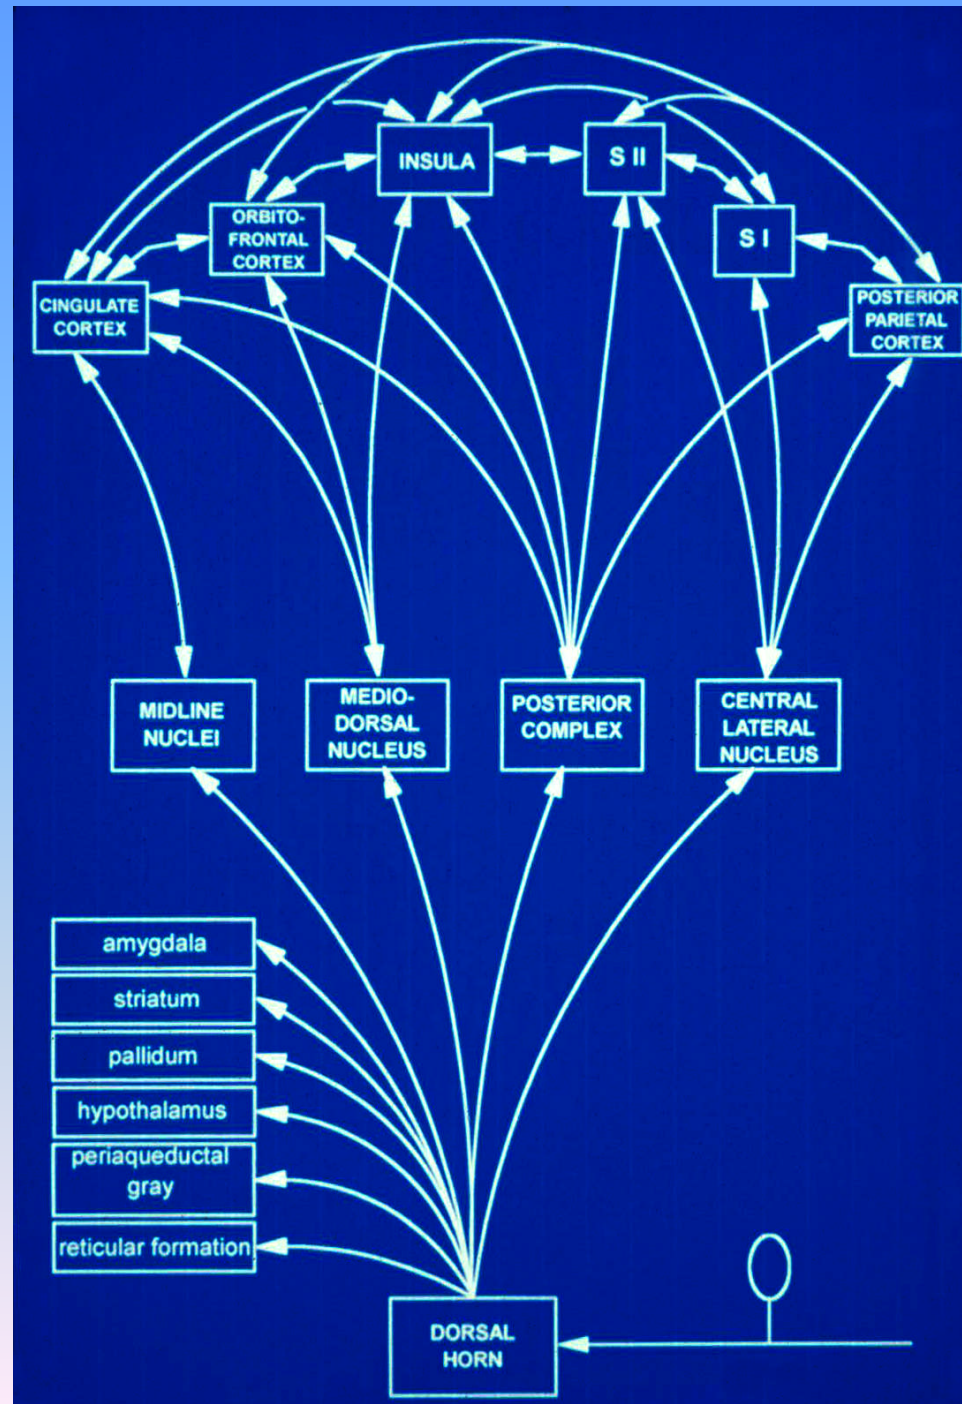 INSULA
S II
ORBITO-
FRONTAL
CORTEX
S I
CINGULATE
CORTEX
POSTERIOR
PARIETAL
CORTEX
MIDLINE
NUCLEI
MEDIO-
DORSAL
NUCLEUS
POSTERIOR
COMPLEX
CENTRAL
LATERAL
NUCLEUS
amygdala
striatum
pallidum
hypothalamus
periaqueductal
gray
reticular formation
DORSAL
HORN